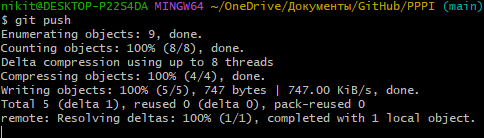 nikit@DESKTOP-P22S4DA MINGW64 ~/OneDrive/Документы/GitHub/PPPI (main)
$ git push
Enumerating objects: 9, done.
Counting objects: 100% (8/8), done.
Delta compression using up to 8 threads
Compressing objects: 100% (4/4), done.
Writing objects: 100% (5/5), 747 bytes | 747.00 KiB/s, done.
Total 5 (delta 1), reused 0 (delta 0), pack-reused 0
remote: Resolving deltas: 100% (1/1), completed with 1 local object.